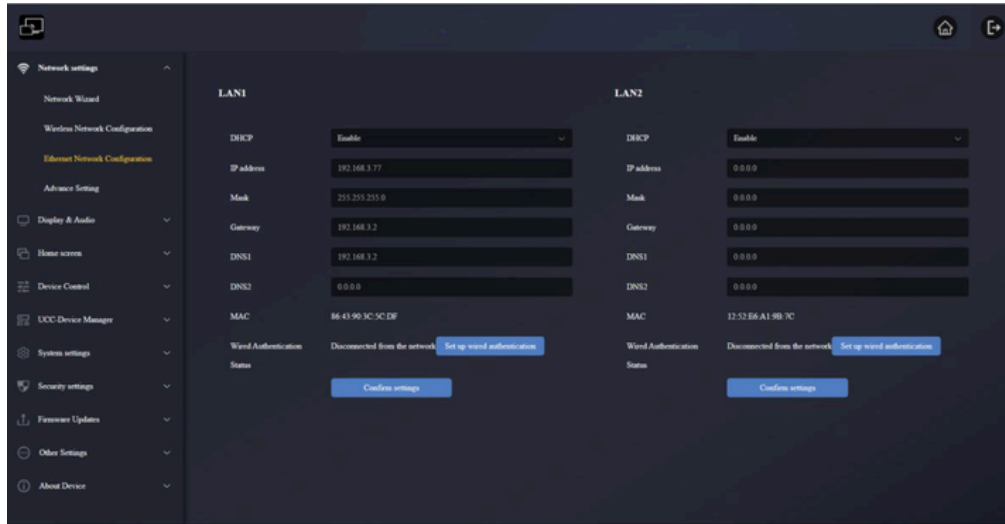 Network settings
Network Wizard
Wireless Network Configuration
Ethernet Network Configuration
Advance Setting
Display & Audio
Home screen
Device Control
UCC-Device Manager
System settings
Security settings
Firmware Updates
Other Settings
About Device
LAN1
DHCP Enable
IP address 192.168.3.77
Mask 255.255.255.0
Gateway 192.168.3.2
DNS1 192.168.3.2
DNS2 0.0.0.0
MAC 86:43:90:3C:5C:DF
Wired Authentication Disconnected from the network Set up wired authentication
Status
Confirm settings
LAN2
DHCP Enable
IP address 0.0.0.0
Mask 0.0.0.0
Gateway 0.0.0.0
DNS1 0.0.0.0
DNS2 0.0.0.0
MAC 12:52:E6:A1:9B:7C
Wired Authentication Disconnected from the network Set up wired authentication
Status
Confirm settings